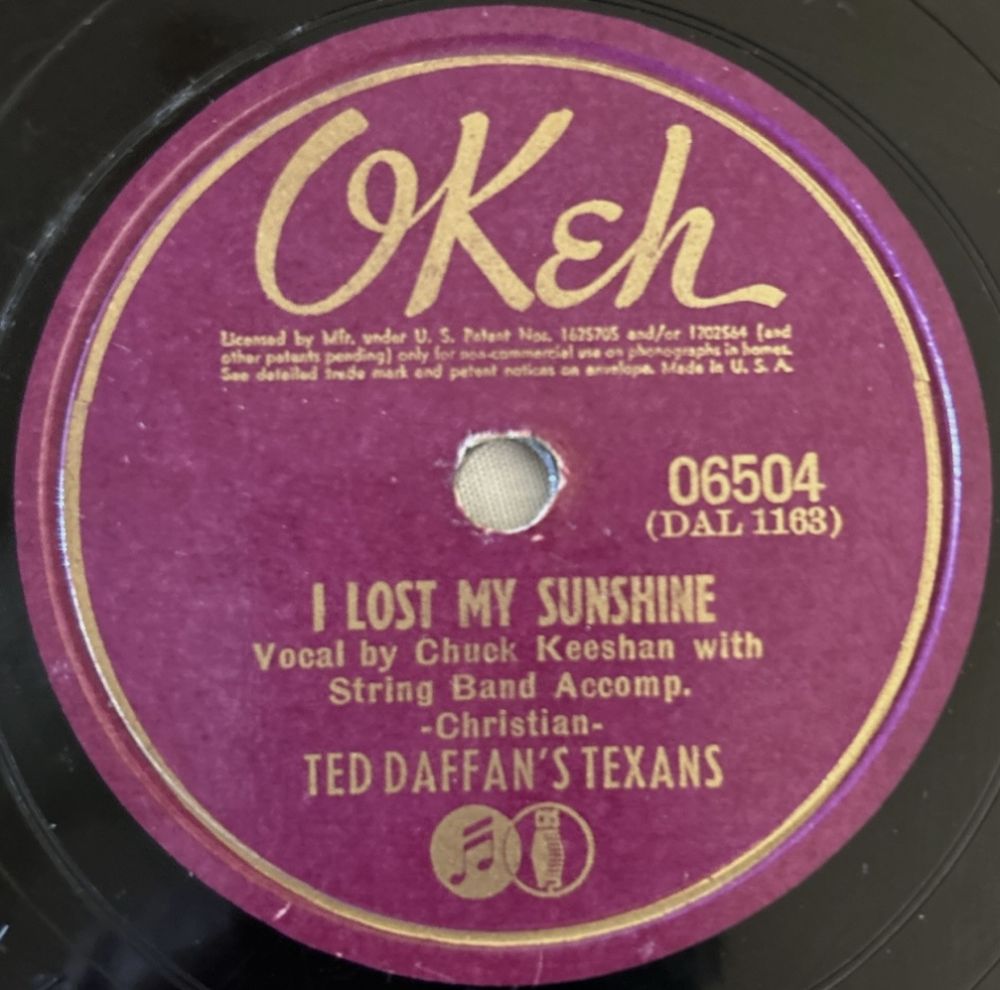 OKeh
Licensed by Mfr. under U. S. Patent Nos. 1625705 and/or 1702564 (and
other patents pending) only for non-commercial use on phonographs in homes.
See detailed trade mark and patent notices on envelope. Made in U. S. A.
06504
(DAL 1163)
I LOST MY SUNSHINE
Vocal by Chuck Keeshan with
String Band Accomp.
-Christian-
TED DAFFAN'S TEXANS